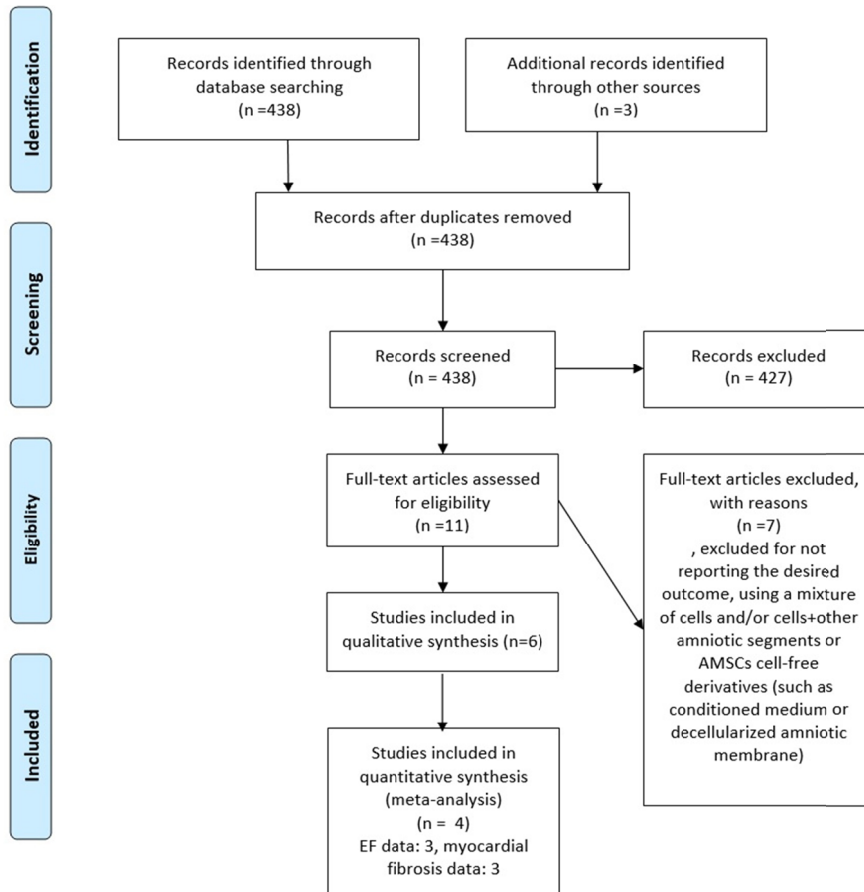 Identification
Records identified through
database searching
(n =438)
Additional records identified
through other sources
(n =3)
Records after duplicates removed
(n =438)
Screening
Records screened
(n = 438)
Records excluded
(n = 427)
Eligibility
Full-text articles assessed
for eligibility
(n =11)
Full-text articles excluded,
with reasons
(n =7)
, excluded for not
reporting the desired
outcome, using a mixture
of cells and/or cells+other
amniotic segments or
AMSCs cell-free
derivatives (such as
conditioned medium or
decellularized amniotic
membrane)
Studies included in
qualitative synthesis (n=6)
Included
Studies included in
quantitative synthesis
(meta-analysis)
(n = 4)
EF data: 3, myocardial
fibrosis data: 3